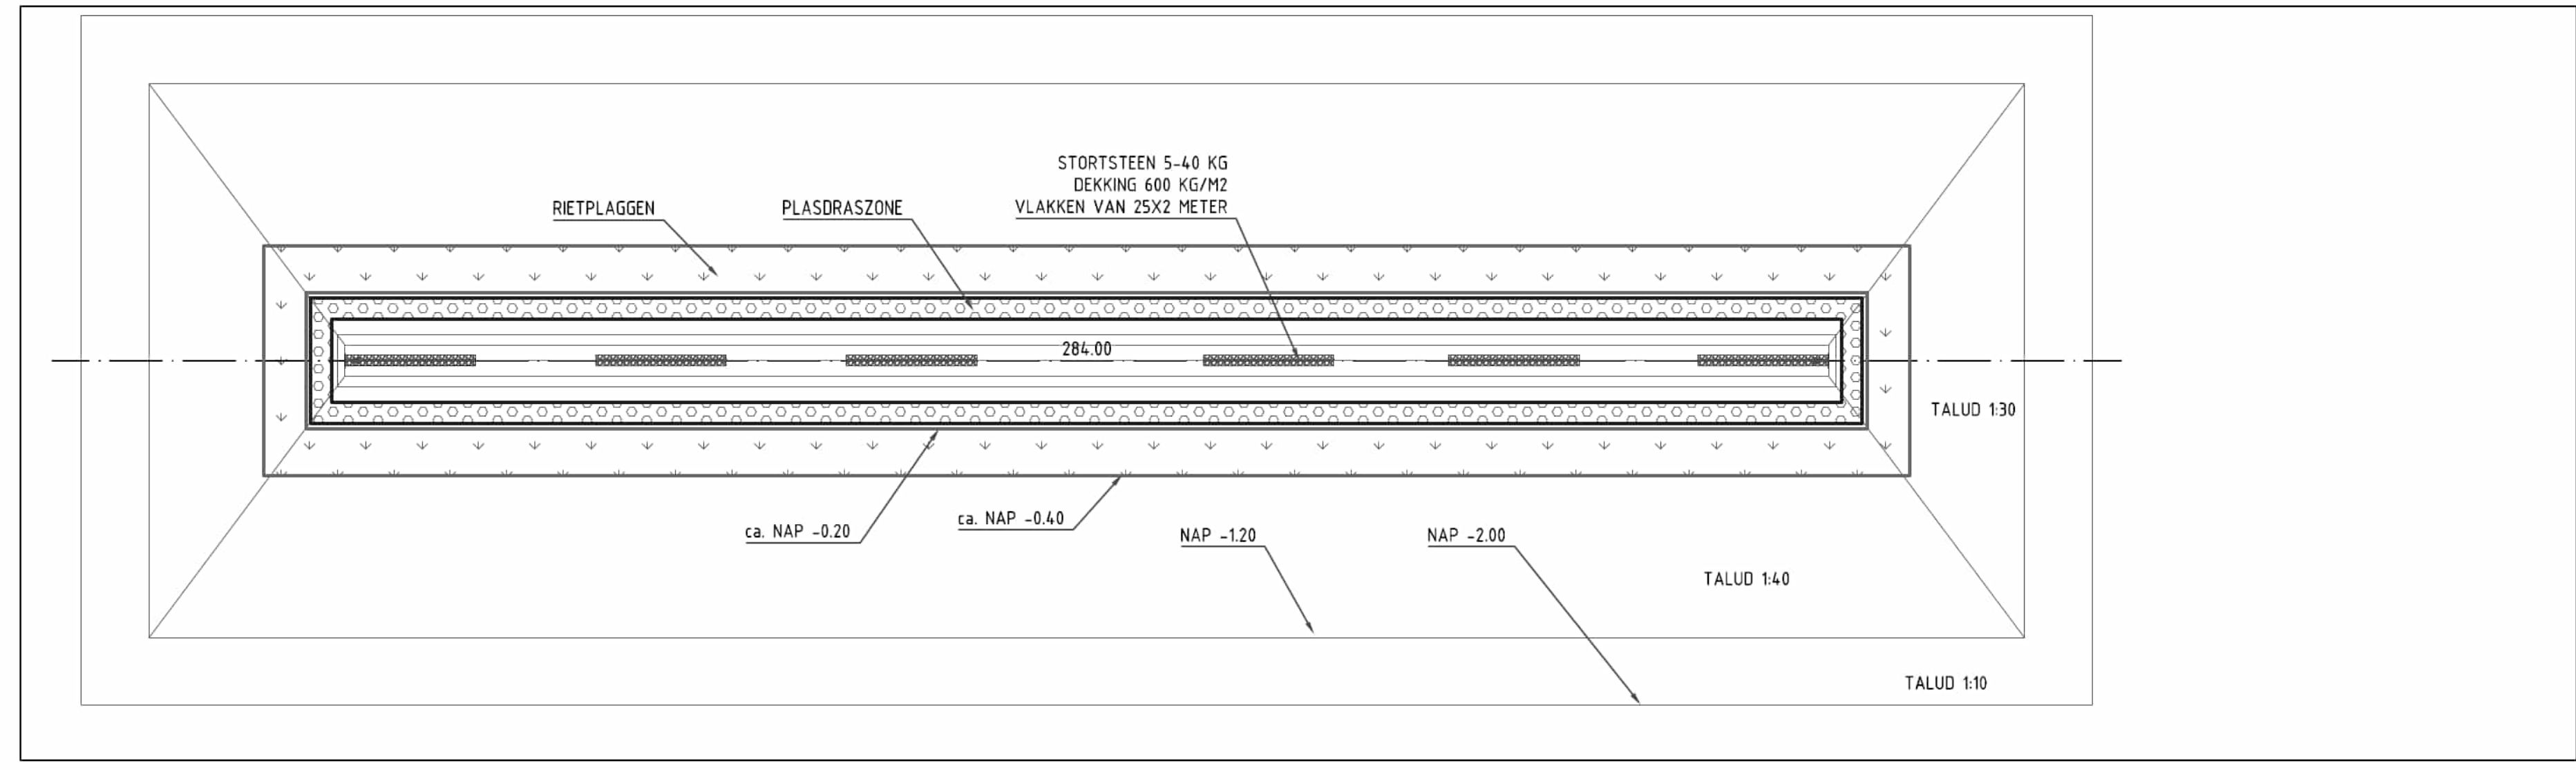 STORTSTEEN 5-40 KG
DEKKING 600 KG/M2
VLAKKEN VAN 25X2 METER
RIETPLAGGEN
PLASDRASZONE
284.00
TALUD 1:30
ca. NAP -0.20
ca. NAP -0.40
NAP -1.20
NAP -2.00
TALUD 1:40
TALUD 1:10